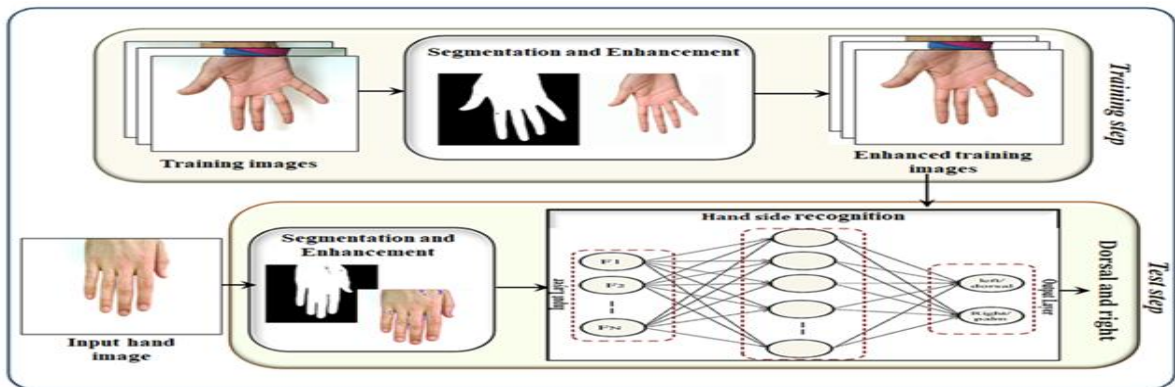 Segmentation and Enhancement
Training images
Enhanced training
images
Training step
Input hand
image
Segmentation and
Enhancement
Hand side recognition
Input Layer
F1
F2
FN
left/
dorsal
Right/
palm
Output Layer
Dorsal and right
Test step